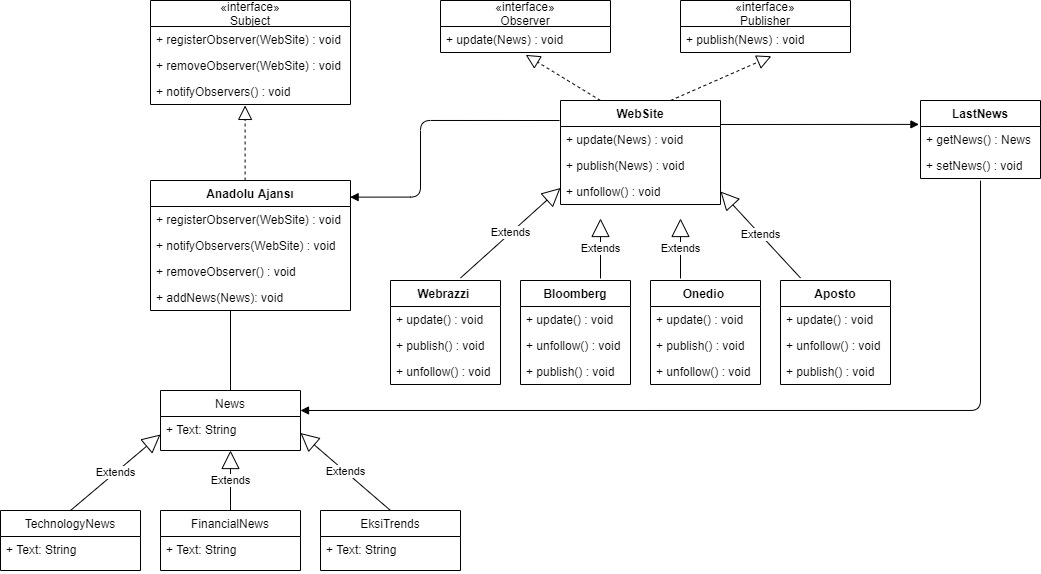 «interface»
Subject
+ registerObserver(WebSite) : void
+ removeObserver(WebSite) : void
+ notifyObservers() : void
«interface»
Observer
+ update(News) : void
«interface»
Publisher
+ publish(News) : void
WebSite
+ update(News) : void
+ publish(News) : void
+ unfollow() : void
LastNews
+ getNews() : News
+ setNews() : void
Anadolu Ajansı
+ registerObserver(WebSite) : void
+ notifyObservers(WebSite) : void
+ removeObserver() : void
+ addNews(News): void
Extends
Extends
Extends
Extends
Webrazzi
+ update() : void
+ publish() : void
+ unfollow() : void
Bloomberg
+ update() : void
+ unfollow() : void
+ publish() : void
Onedio
+ update() : void
+ publish() : void
+ unfollow() : void
Aposto
+ update() : void
+ unfollow() : void
+ publish() : void
News
+ Text: String
Extends
Extends
Extends
TechnologyNews
+ Text: String
FinancialNews
+ Text: String
EksiTrends
+ Text: String